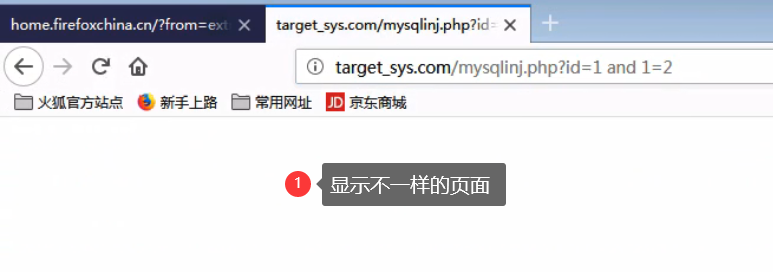 home.firefoxchina.cn/?from=ext
target_sys.com/mysqlinj.php?id=
target_sys.com/mysqlinj.php?id=1 and 1=2
火狐官方站点
新手上路
常用网址
JD 京东商城
1
显示不一样的页面